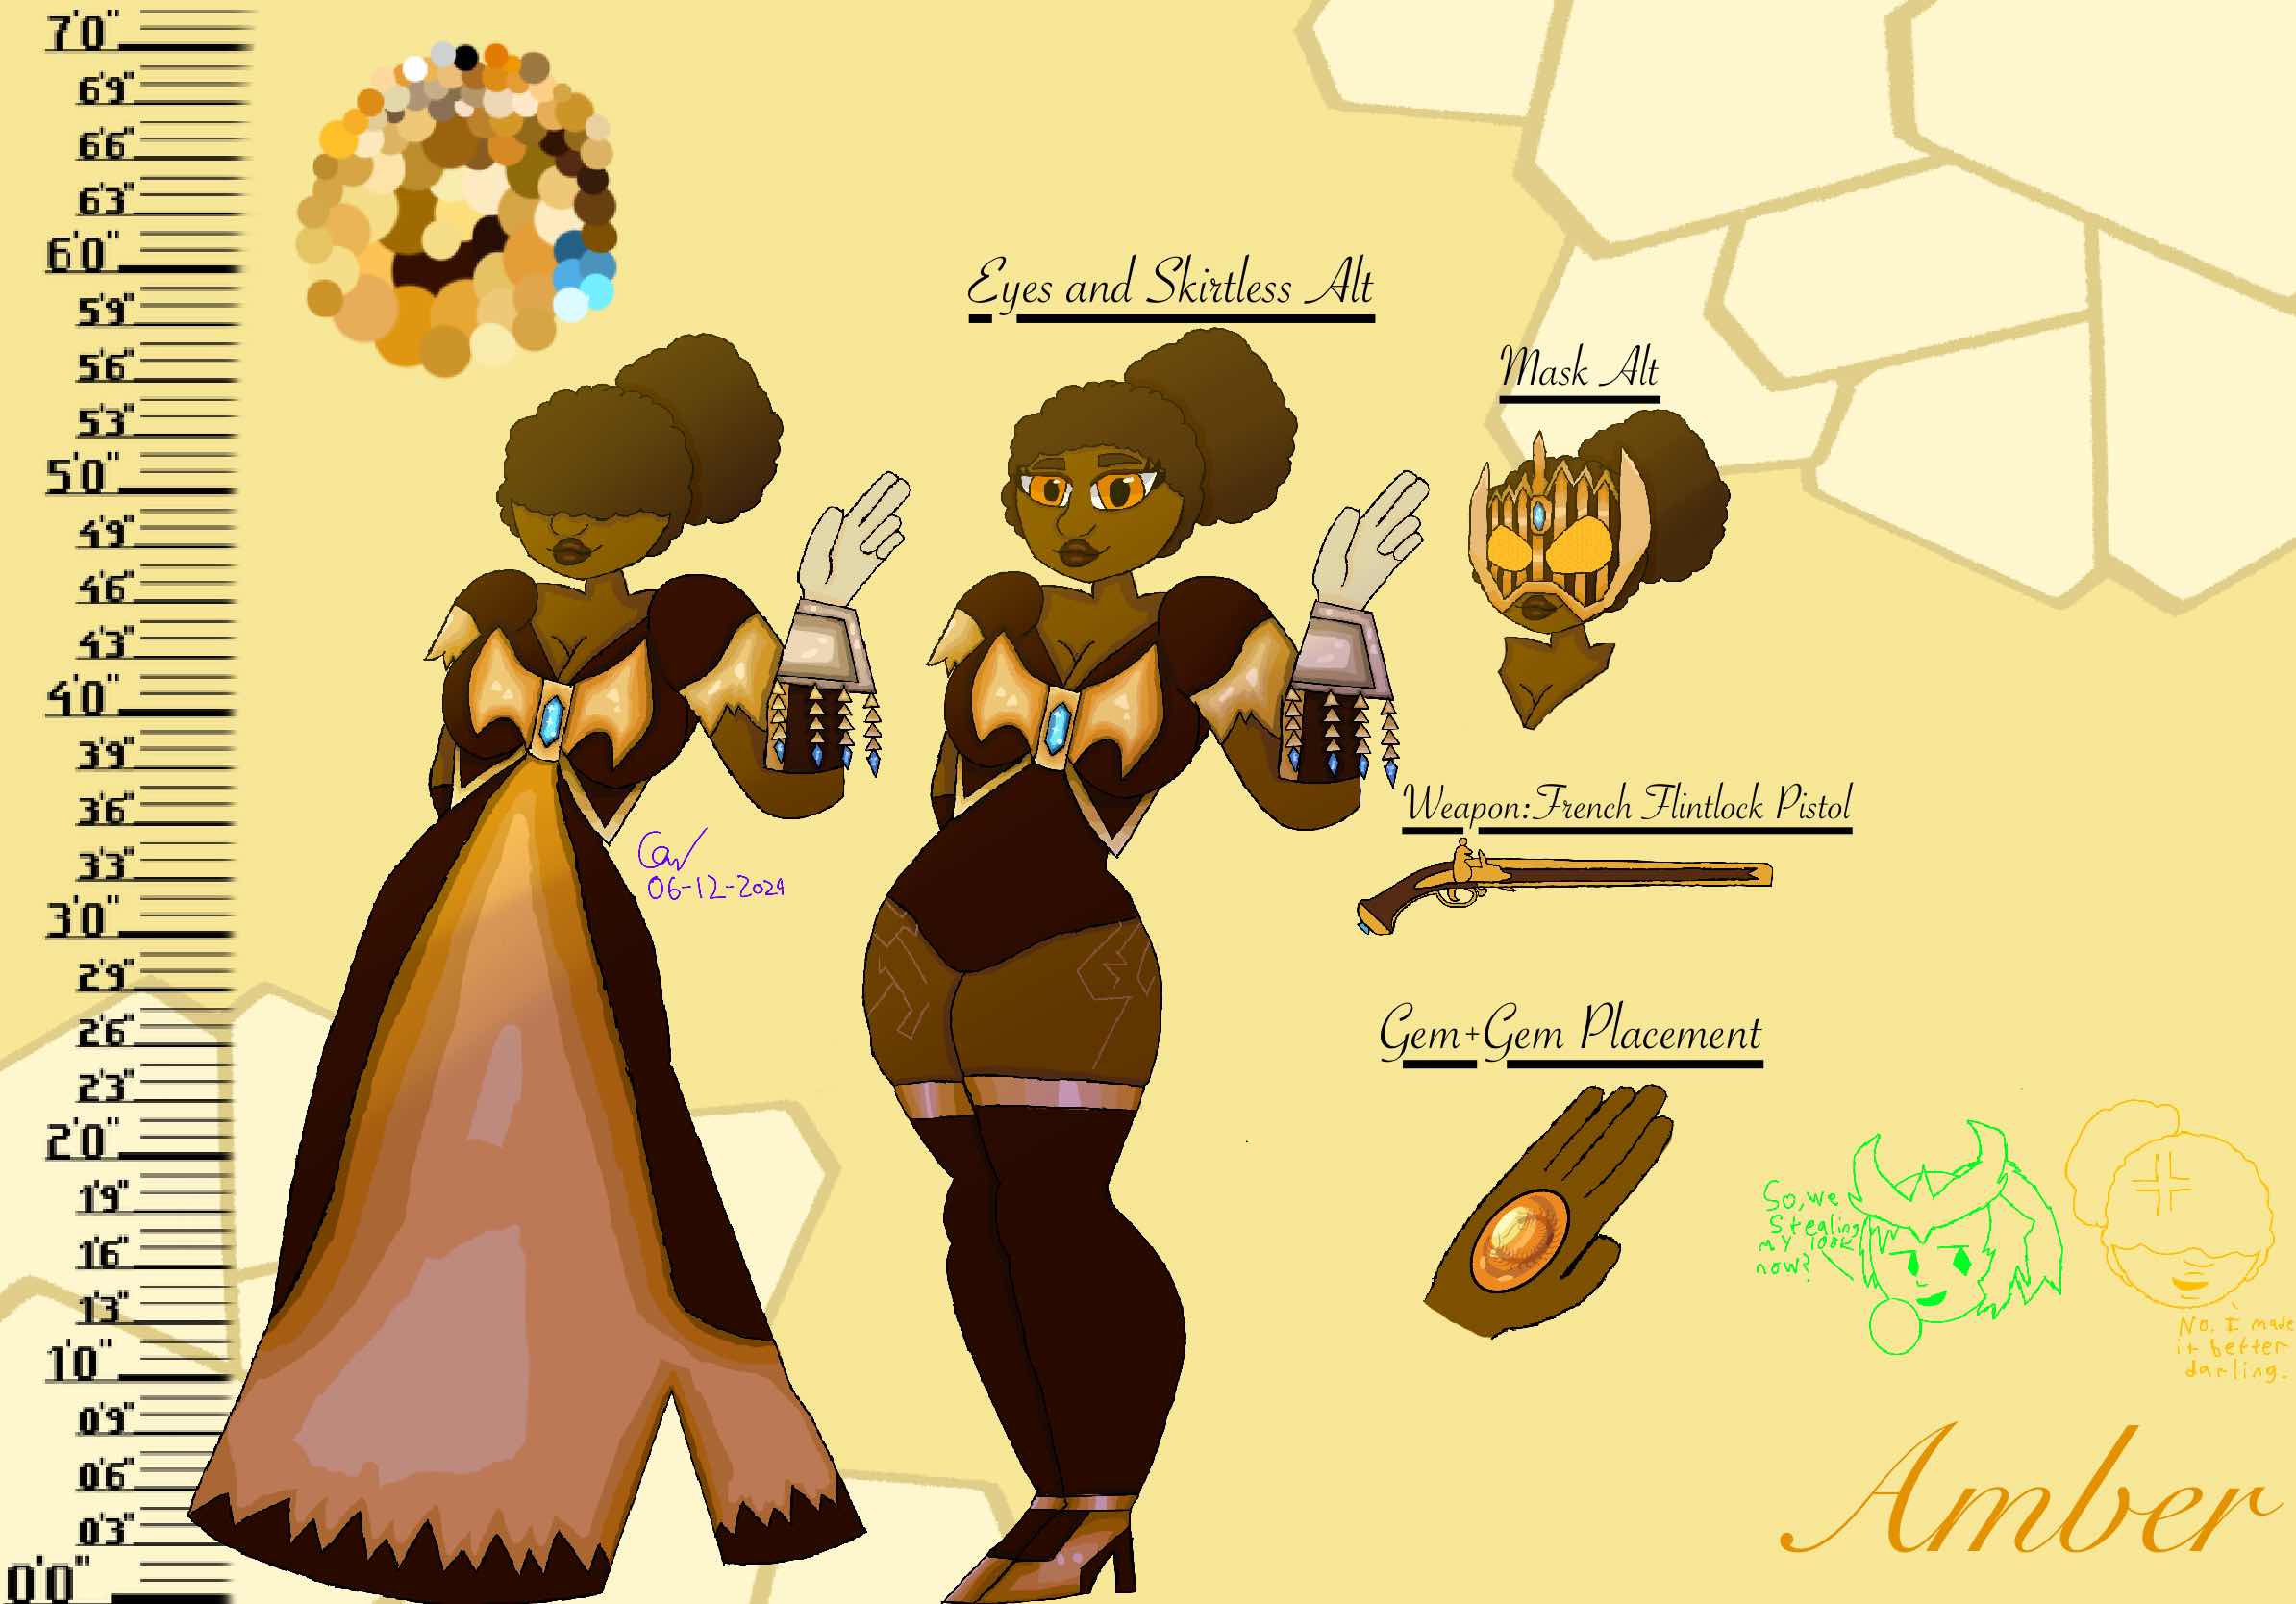 7'0"
6'9"
6'6"
6'3"
6'0"
5'9"
5'6"
5'3"
5'0"
4'9"
4'6"
4'3"
4'0"
3'9"
3'6"
3'3"
3'0"
2'9"
2'6"
2'3"
2'0"
1'9"
1'6"
1'3"
1'0"
0'9"
0'6"
0'3"
0'0"
Eyes and Skirtless Alt
Mask Alt
Weapon:French Flintlock Pistol
06-12-2024
Gem+Gem Placement
So, we
Stealing
my look
now?
No, I made
it better
darling.
Amber